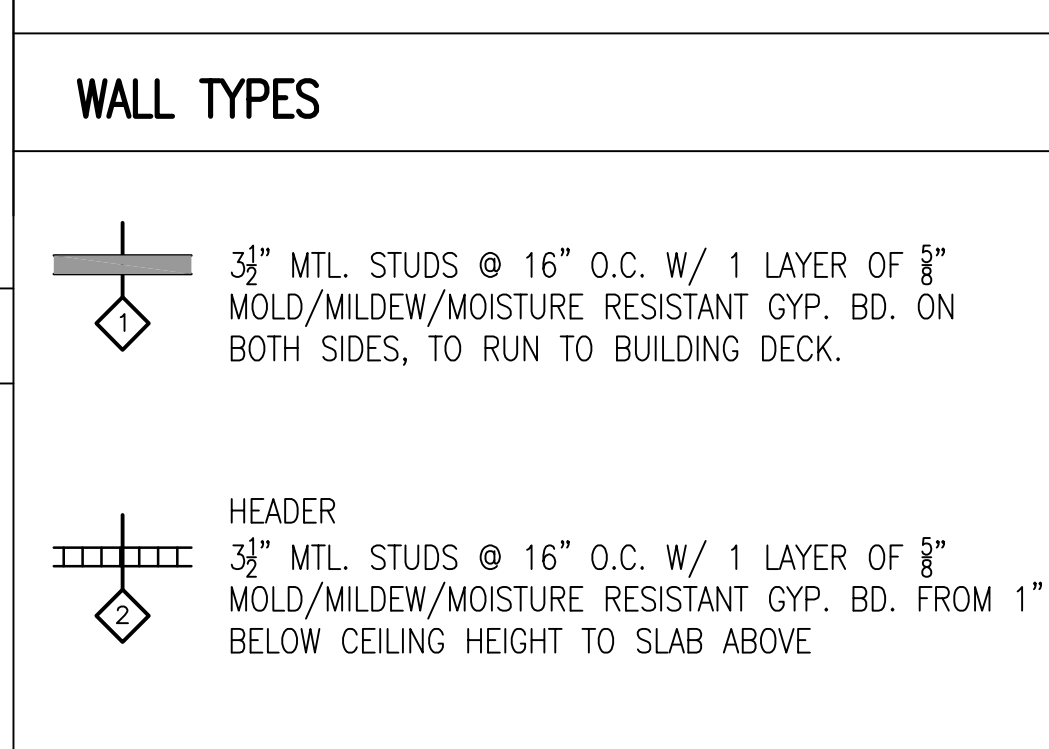 WALL TYPES
3½” MTL. STUDS @ 16” O.C. W/ 1 LAYER OF ⅝”
MOLD/MILDEW/MOISTURE RESISTANT GYP. BD. ON
BOTH SIDES, TO RUN TO BUILDING DECK.
1
HEADER
3½” MTL. STUDS @ 16” O.C. W/ 1 LAYER OF ⅝”
MOLD/MILDEW/MOISTURE RESISTANT GYP. BD. FROM 1”
BELOW CEILING HEIGHT TO SLAB ABOVE
2